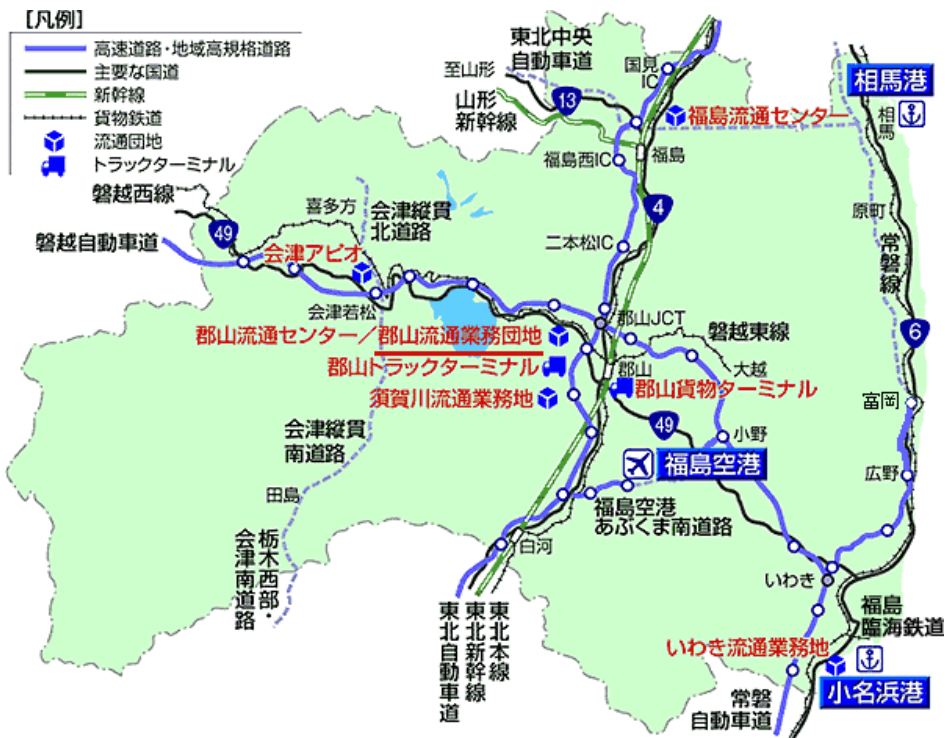 【凡例】
高速道路・地域高規格道路
主要な国道
新幹線
貨物鉄道
流通団地
トラックターミナル
東北中央
自動車道
国見
IC
至山形
13
山形
新幹線
福島流通センター
相馬港
相馬
福島西IC
福島
4
磐越西線
喜多方
会津縦貫
北道路
49
磐越自動車道
会津アピオ
二本松IC
原町
常磐線
会津若松
郡山流通センター／郡山流通業務団地
郡山JCT
磐越東線
6
郡山トラックターミナル
郡山
大越
郡山貨物ターミナル
須賀川流通業務地
富岡
会津縦貫
南道路
49
小野
福島空港
広野
田島
福島空港
あぶくま南道路
栃木西部・
会津南道路
白河
いわき
東北自動車道
東北新幹線
東北本線
福島
臨海鉄道
いわき流通業務地
小名浜港
常磐
自動車道